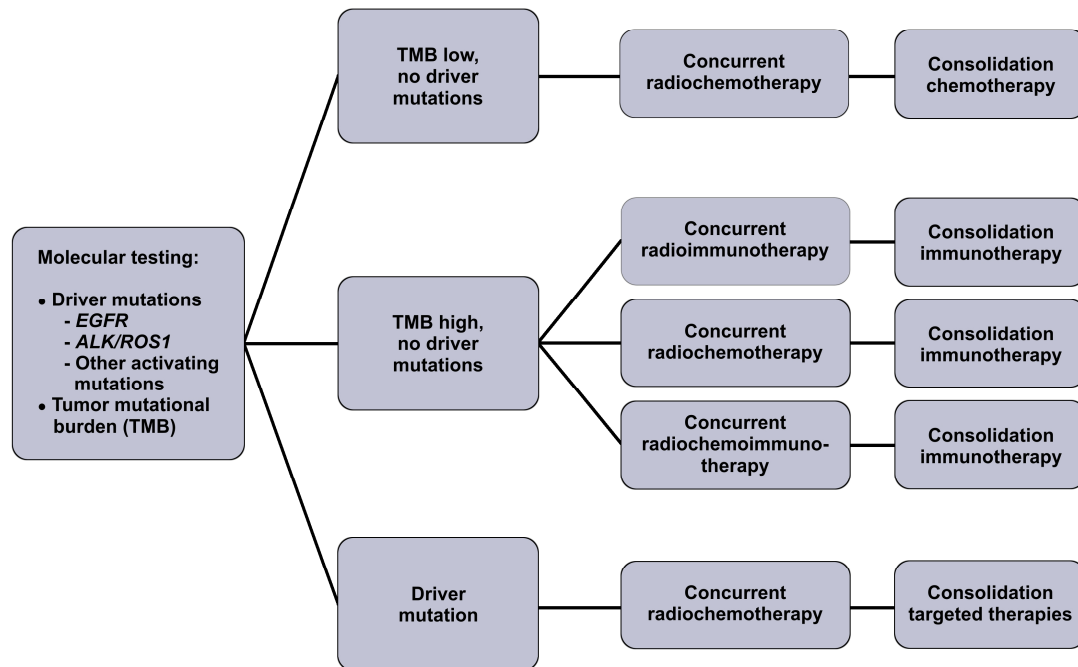 Molecular testing:
• Driver mutations
- EGFR
- ALK/ROS1
- Other activating
mutations
• Tumor mutational
burden (TMB)
TMB low,
no driver
mutations
Concurrent
radiochemotherapy
Consolidation
chemotherapy
TMB high,
no driver
mutations
Concurrent
radioimmunotherapy
Consolidation
immunotherapy
Concurrent
radiochemotherapy
Consolidation
immunotherapy
Concurrent
radiochemoimmuno-
therapy
Consolidation
immunotherapy
Driver
mutation
Concurrent
radiochemotherapy
Consolidation
targeted therapies